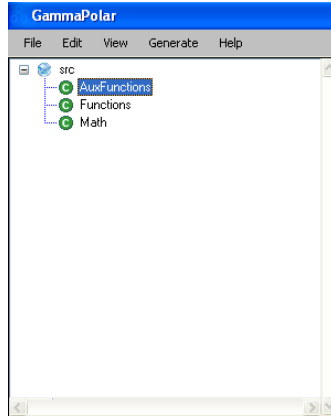 GammaPolar
File Edit View Generate Help
src
C AuxFunctions
C Functions
C Math